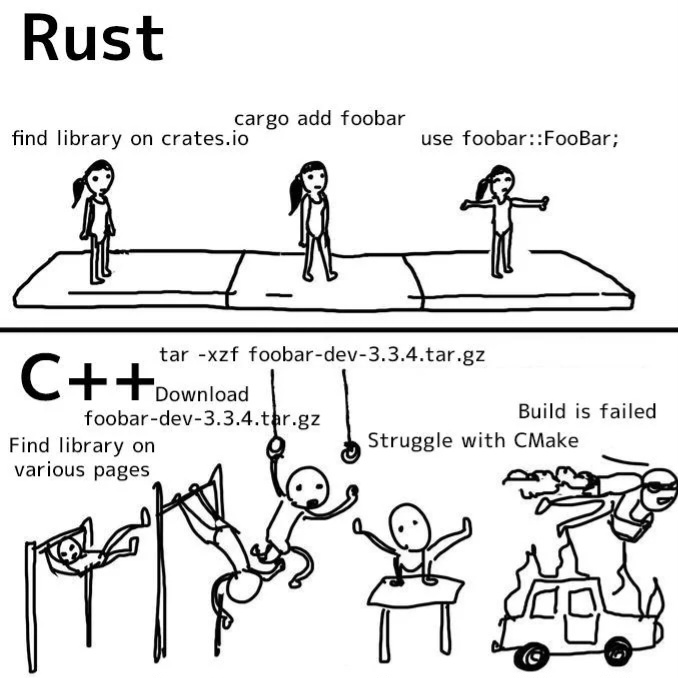 Rust
find library on crates.io
cargo add foobar
use foobar::FooBar;
C++
tar -xzf foobar-dev-3.3.4.tar.gz
Download
foobar-dev-3.3.4.tar.gz
Find library on
various pages
Struggle with CMake
Build is failed